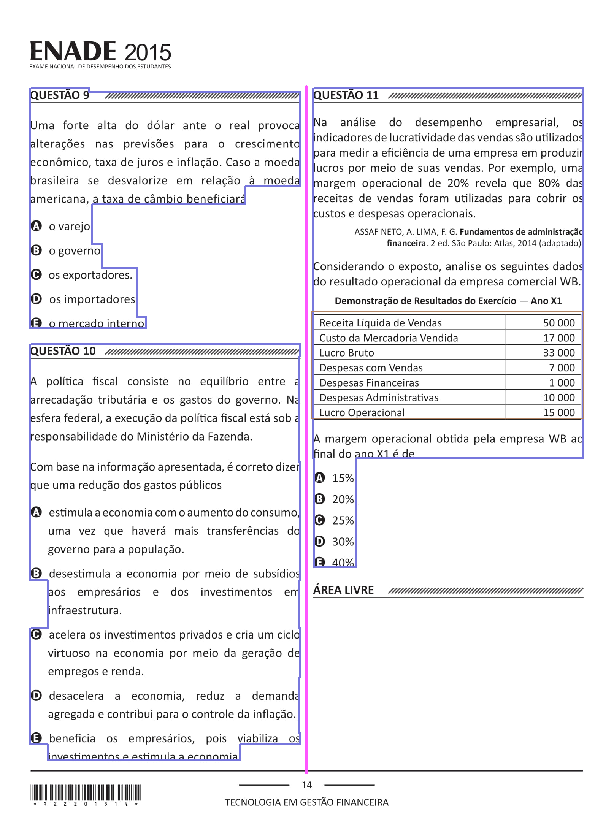 ENADE 2015
EXAME NACIONAL DE DESEMPENHO DOS ESTUDANTES
QUESTÃO 9
Uma forte alta do dólar ante o real provoca
alterações nas previsões para o crescimento
econômico, taxa de juros e inflação. Caso a moeda
brasileira se desvalorize em relação à moeda
americana, a taxa de câmbio beneficiará
A o varejo
B o governo
C os exportadores.
D os importadores
E o mercado interno
QUESTÃO 10
A política fiscal consiste no equilíbrio entre a
arrecadação tributária e os gastos do governo. Na
esfera federal, a execução da política fiscal está sob a
responsabilidade do Ministério da Fazenda.
Com base na informação apresentada, é correto dizer
que uma redução dos gastos públicos
A estimula a economia com o aumento do consumo,
uma vez que haverá mais transferências do
governo para a população.
B desestimula a economia por meio de subsídios
aos empresários e dos investimentos em
infraestrutura.
C acelera os investimentos privados e cria um ciclo
virtuoso na economia por meio da geração de
empregos e renda.
D desacelera a economia, reduz a demanda
agregada e contribui para o controle da inflação.
E beneficia os empresários, pois viabiliza os
investimentos e estimula a economia
QUESTÃO 11
Na análise do desempenho empresarial, os
indicadores de lucratividade das vendas são utilizados
para medir a eficiência de uma empresa em produzir
lucros por meio de suas vendas. Por exemplo, uma
margem operacional de 20% revela que 80% das
receitas de vendas foram utilizadas para cobrir os
custos e despesas operacionais.
ASSAF NETO, A. LIMA, F. G. Fundamentos de administração
financeira. 2 ed. São Paulo: Atlas, 2014 (adaptado)
Considerando o exposto, analise os seguintes dados
do resultado operacional da empresa comercial WB.
Demonstração de Resultados do Exercício — Ano X1
Receita Líquida de Vendas 50 000
Custo da Mercadoria Vendida 17 000
Lucro Bruto 33 000
Despesas com Vendas 7 000
Despesas Financeiras 1 000
Despesas Administrativas 10 000
Lucro Operacional 15 000
A margem operacional obtida pela empresa WB ao
final do ano X1 é de
A 15%
B 20%
C 25%
D 30%
E 40%
ÁREA LIVRE
14
TECNOLOGIA EM GESTÃO FINANCEIRA